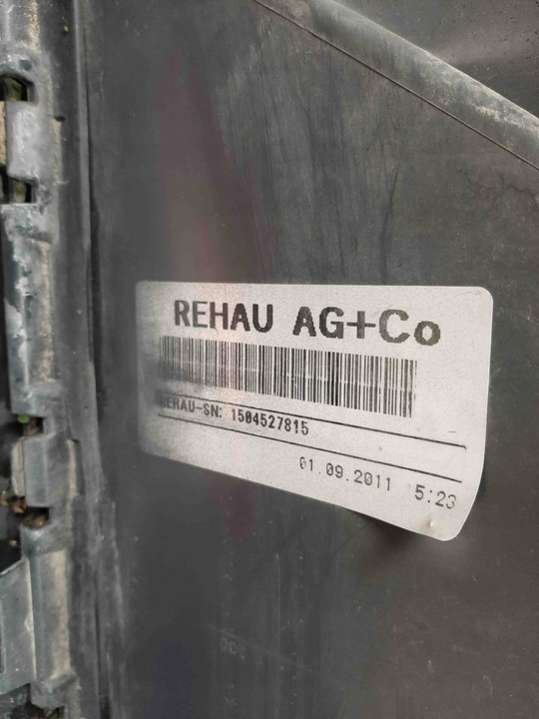 REHAU AG+Co
REHAU-SN: 1504527815
01.09.2011 5:23